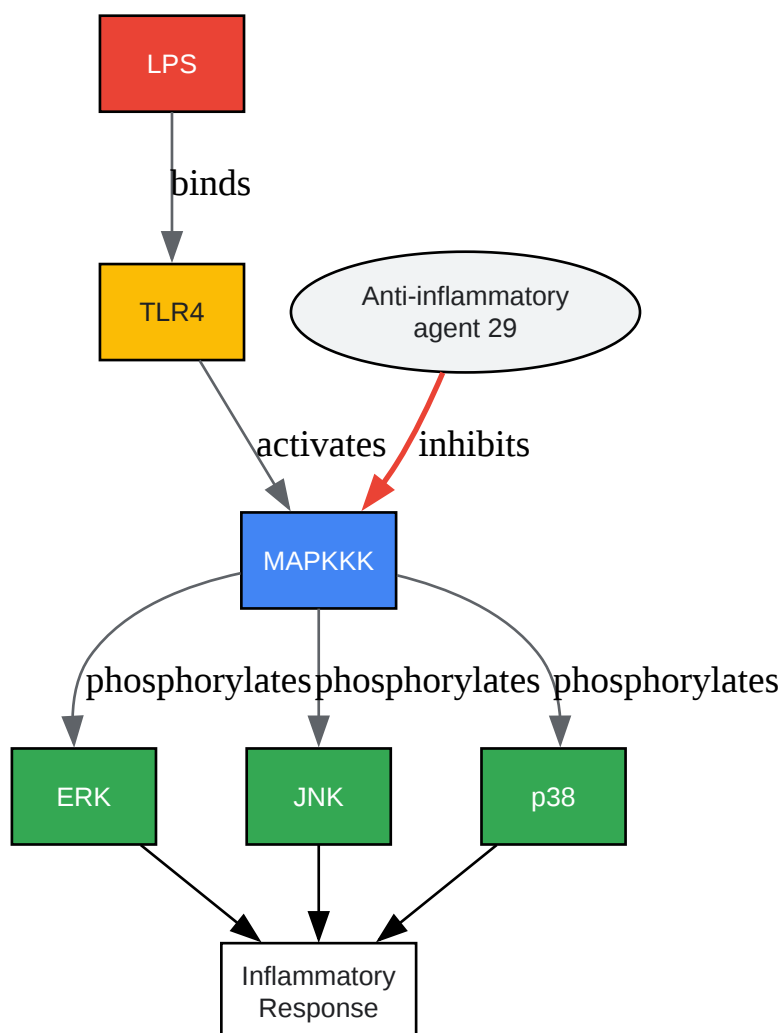 LPS
binds
TLR4
Anti-inflammatory
agent 29
activates
inhibits
MAPKKK
phosphorylates
phosphorylates
phosphorylates
ERK
JNK
p38
Inflammatory
Response